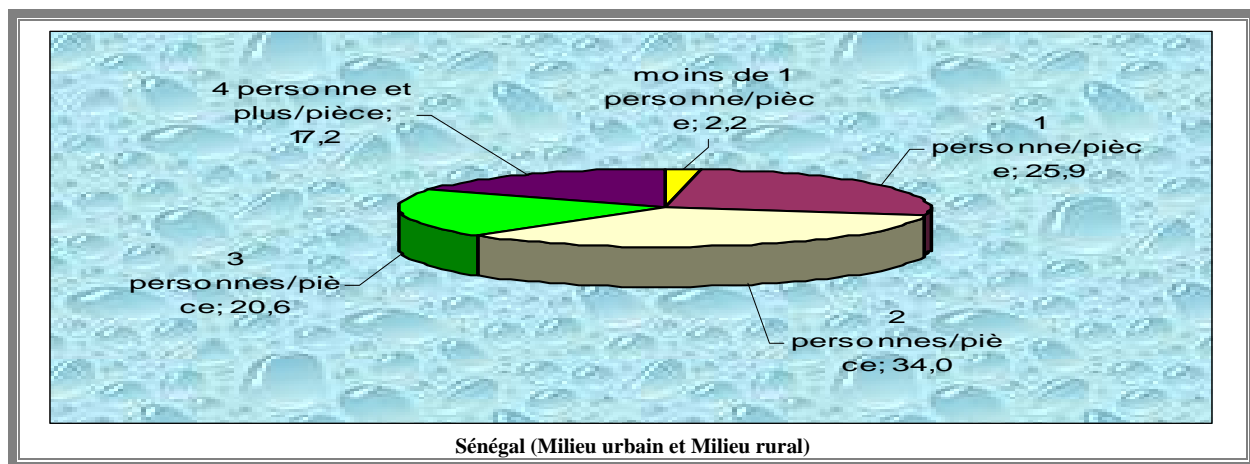 moins de 1
personne/pièc
e; 2,2
1
personne/pièc
e; 25,9
2
personnes/piè
ce; 34,0
3
personnes/piè
ce; 20,6
4 personne et
plus/pièce;
17,2
Sénégal (Milieu urbain et Milieu rural)